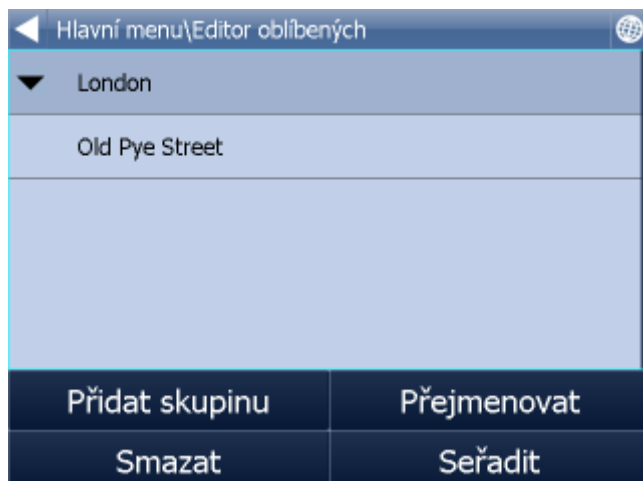 Hlavní menu\Editor oblíbených
London
Old Pye Street
Přidat skupinu
Přejmenovat
Smazat
Seřadit